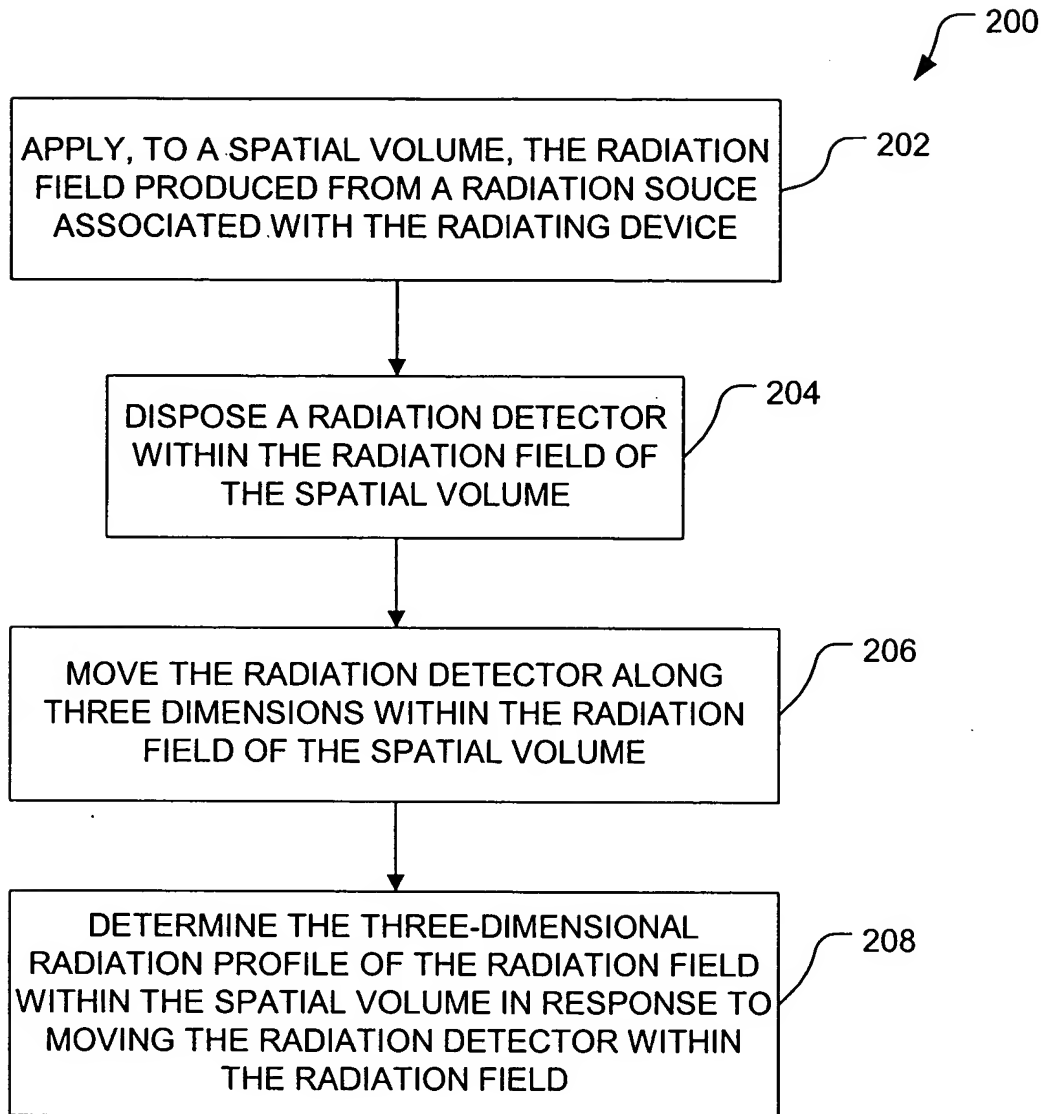 200
APPLY, TO A SPATIAL VOLUME, THE RADIATION
FIELD PRODUCED FROM A RADIATION SOUCE
ASSOCIATED WITH THE RADIATING DEVICE
202
DISPOSE A RADIATION DETECTOR
WITHIN THE RADIATION FIELD OF
THE SPATIAL VOLUME
204
MOVE THE RADIATION DETECTOR ALONG
THREE DIMENSIONS WITHIN THE RADIATION
FIELD OF THE SPATIAL VOLUME
206
DETERMINE THE THREE-DIMENSIONAL
RADIATION PROFILE OF THE RADIATION FIELD
WITHIN THE SPATIAL VOLUME IN RESPONSE TO
MOVING THE RADIATION DETECTOR WITHIN
THE RADIATION FIELD
208